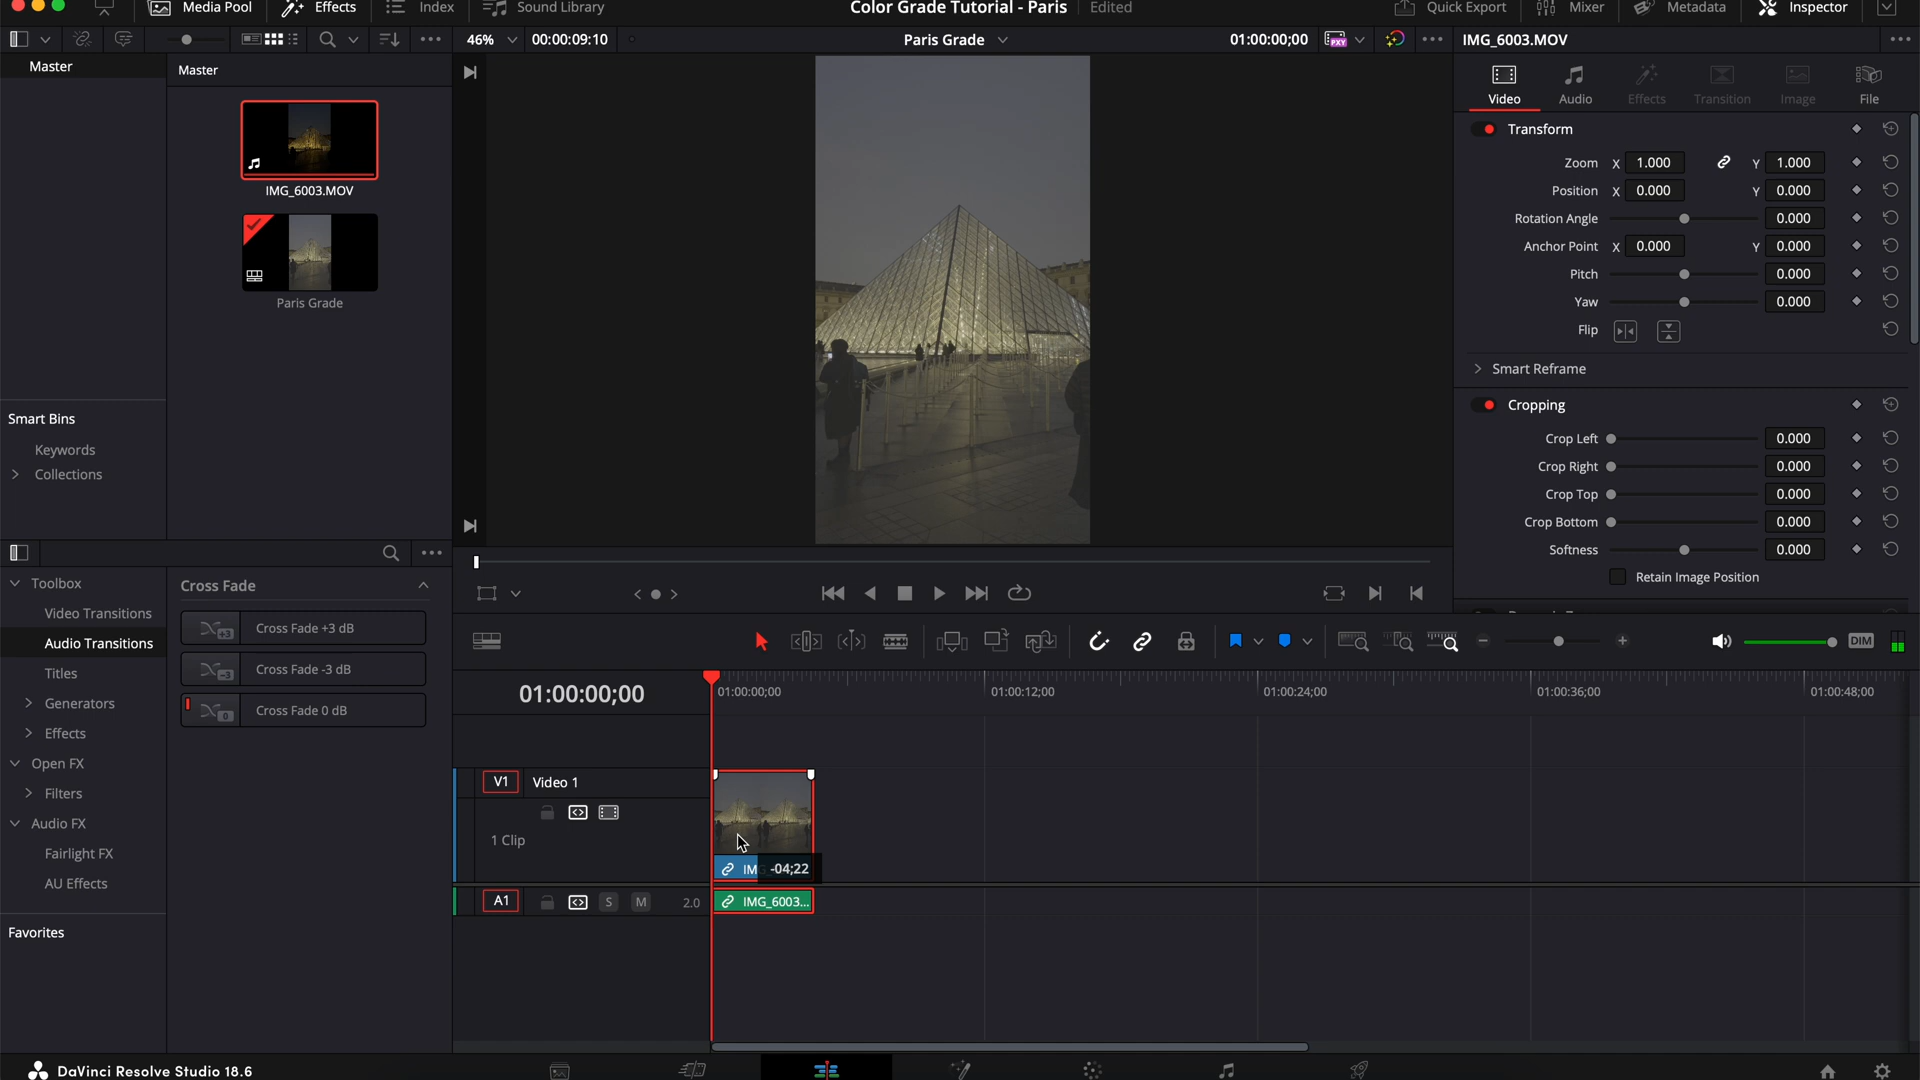 Media Pool
Effects
Index
Sound Library
Color Grade Tutorial - Paris
Edited
Quick Export
Mixer
Metadata
Inspector
46%
00:00:09:10
Paris Grade
01:00:00;00
PXY
IMG_6003.MOV
Master
Master
IMG_6003.MOV
Paris Grade
Smart Bins
Keywords
Collections
Video
Audio
Effects
Transition
Image
File
Transform
Zoom X 1.000 Y 1.000
Position X 0.000 Y 0.000
Rotation Angle 0.000
Anchor Point X 0.000 Y 0.000
Pitch 0.000
Yaw 0.000
Flip
Smart Reframe
Cropping
Crop Left 0.000
Crop Right 0.000
Crop Top 0.000
Crop Bottom 0.000
Softness 0.000
Retain Image Position
Toolbox
Video Transitions
Audio Transitions
Titles
Generators
Effects
Open FX
Filters
Audio FX
Fairlight FX
AU Effects
Favorites
Cross Fade
+3 Cross Fade +3 dB
-3 Cross Fade -3 dB
0 Cross Fade 0 dB
DIM
01:00:00;00
01:00:00;00
01:00:12;00
01:00:24;00
01:00:36;00
01:00:48;00
V1 Video 1
1 Clip
IM -04;22
A1 S M 2.0
IMG_6003...
DaVinci Resolve Studio 18.6